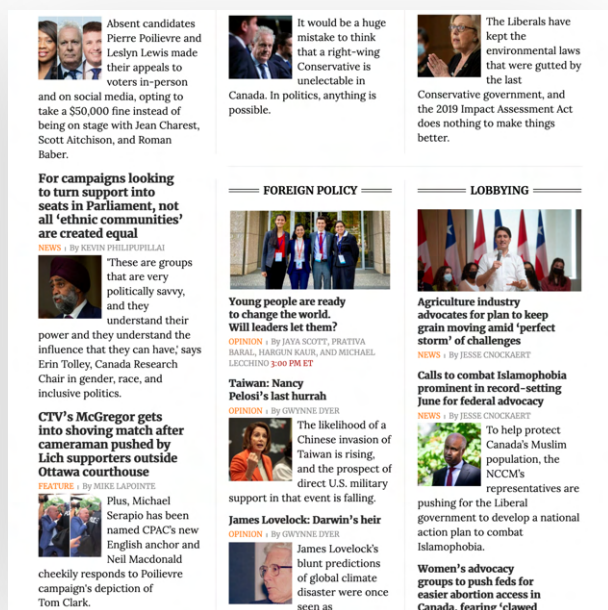 Absent candidates
Pierre Poilievre and
Leslyn Lewis made
their appeals to
voters in-person
and on social media, opting to
take a $50,000 fine instead of
being on stage with Jean Charest,
Scott Aitchison, and Roman
Baber.
For campaigns looking
to turn support into
seats in Parliament, not
all ‘ethnic communities’
are created equal
NEWS | By KEVIN PHILIPUPILLAI
'These are groups
that are very
politically savvy,
and they
understand their
power and they understand the
influence that they can have,' says
Erin Tolley, Canada Research
Chair in gender, race, and
inclusive politics.
CTV’s McGregor gets
into shoving match after
cameraman pushed by
Lich supporters outside
Ottawa courthouse
FEATURE | By MIKE LAPOINTE
Plus, Michael
Serapio has been
named CPAC’s new
English anchor and
Neil Macdonald
cheekily responds to Poilievre
campaign's depiction of
Tom Clark.
It would be a huge
mistake to think
that a right-wing
Conservative is
unelectable in
Canada. In politics, anything is
possible.
The Liberals have
kept the
environmental laws
that were gutted by
the last
Conservative government, and
the 2019 Impact Assessment Act
does nothing to make things
better.
FOREIGN POLICY
Young people are ready
to change the world.
Will leaders let them?
OPINION | By JAYA SCOTT, PRATIVA
BARAL, HARGUN KAUR, AND MICHAEL
LECCHINO 3:00 PM ET
Taiwan: Nancy
Pelosi’s last hurrah
OPINION | By GWYNNE DYER
The likelihood of a
Chinese invasion of
Taiwan is rising,
and the prospect of
direct U.S. military
support in that event is falling.
James Lovelock: Darwin’s heir
OPINION | By GWYNNE DYER
James Lovelock’s
blunt predictions
of global climate
disaster were once
seen as
LOBBYING
Agriculture industry
advocates for plan to keep
grain moving amid ‘perfect
storm’ of challenges
NEWS | By JESSE CNOCKAERT
Calls to combat Islamophobia
prominent in record-setting
June for federal advocacy
NEWS | By JESSE CNOCKAERT
To help protect
Canada’s Muslim
population, the
NCCM’s
representatives are
pushing for the Liberal
government to develop a national
action plan to combat
Islamophobia.
Women’s advocacy
groups to push feds for
easier abortion access in
Canada, fearing ‘clawed